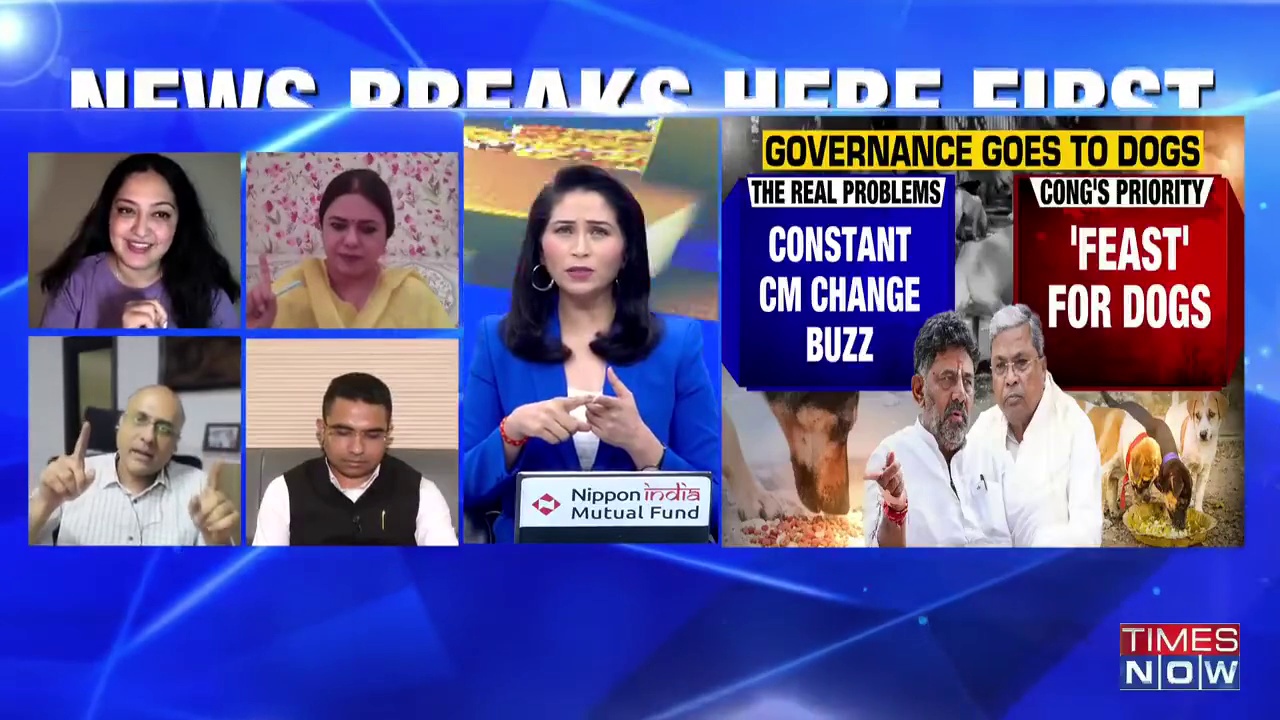 NEWS BREAKS HERE FIRST
GOVERNANCE GOES TO DOGS
THE REAL PROBLEMS
CONSTANT
CM CHANGE
BUZZ
CONG'S PRIORITY
'FEAST'
FOR DOGS
Nippon india
Mutual Fund
TIMES
NOW